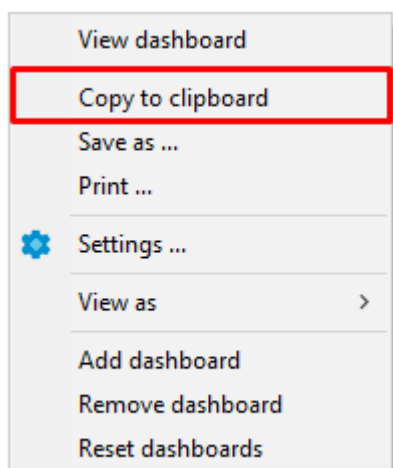 View dashboard
Copy to clipboard
Save as ...
Print ...
Settings ...
View as
Add dashboard
Remove dashboard
Reset dashboards